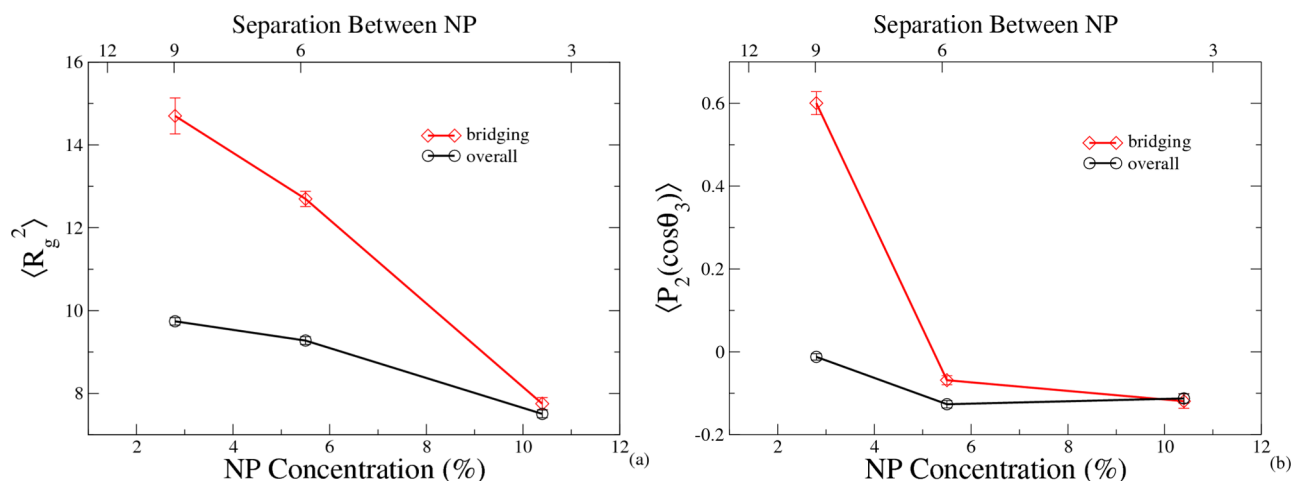 Separation Between NP
12 9 6 3
16
14
12
10
8
⟨R_g^2⟩
bridging
overall
2 4 6 8 10 12
NP Concentration (%)
(a)
Separation Between NP
12 9 6 3
0.6
0.4
0.2
0
-0.2
⟨P_2(cosθ_3)⟩
bridging
overall
2 4 6 8 10 12
NP Concentration (%)
(b)